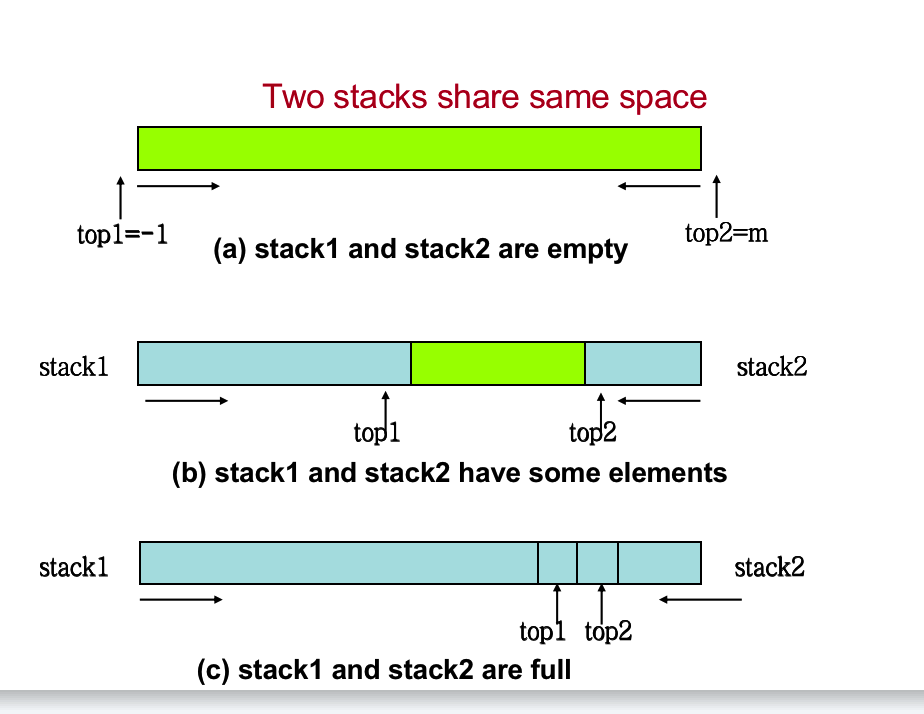 Two stacks share same space
top1=-1
top2=m
(a) stack1 and stack2 are empty
stack1
stack2
top1
top2
(b) stack1 and stack2 have some elements
stack1
stack2
top1
top2
(c) stack1 and stack2 are full